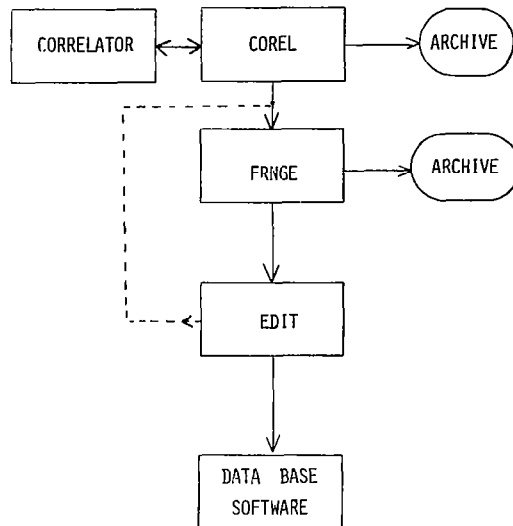 CORRELATOR
COREL
ARCHIVE
FRNGE
ARCHIVE
EDIT
DATA BASE
SOFTWARE